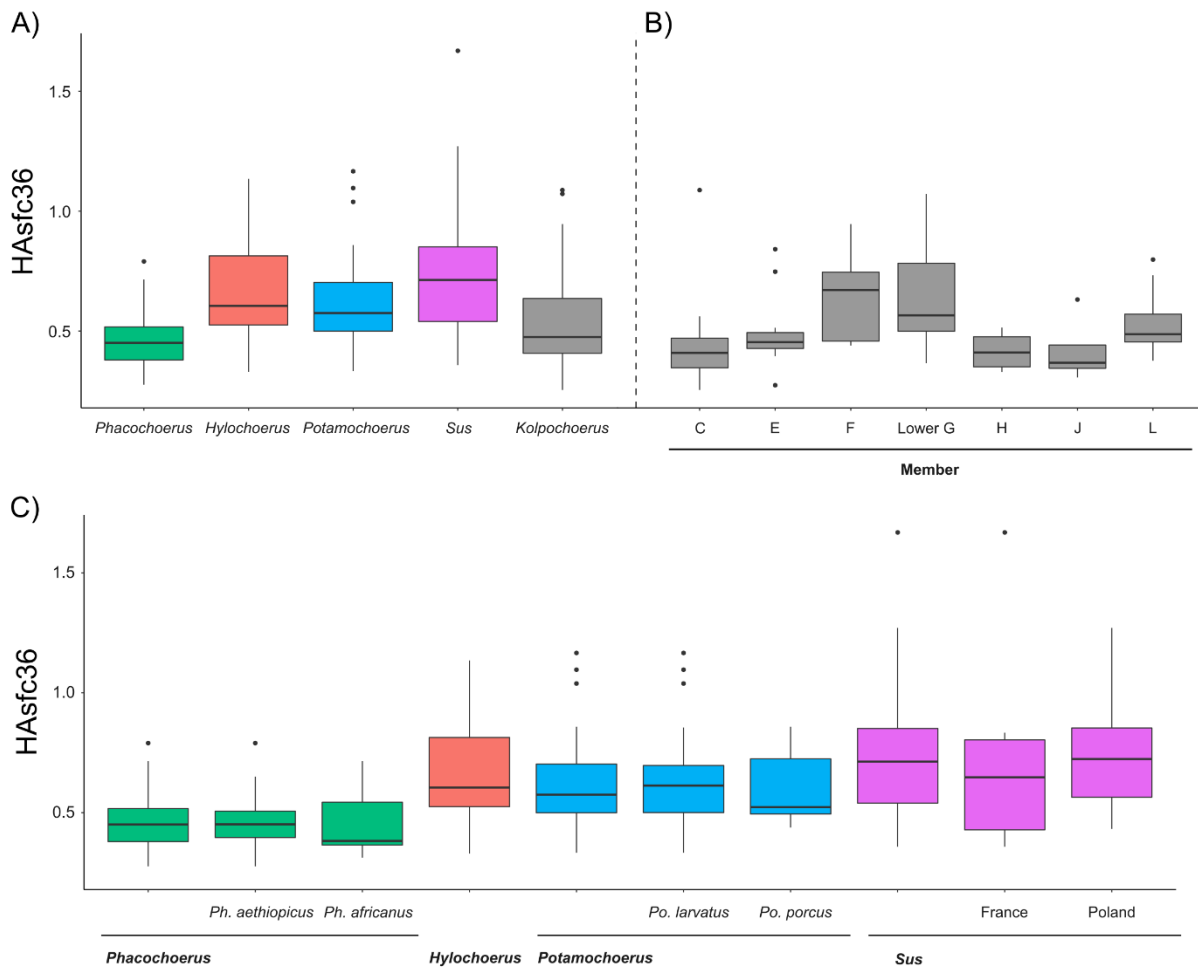 A)
B)
1.5
1.0
0.5
HAsfc36
Phacochoerus Hylochoerus Potamochoerus Sus Kolpochoerus
C E F Lower G H J L
Member
C)
1.5
1.0
0.5
HAsfc36
Ph. aethiopicus Ph. africanus Po. larvatus Po. porcus France Poland
Phacochoerus Hylochoerus Potamochoerus Sus